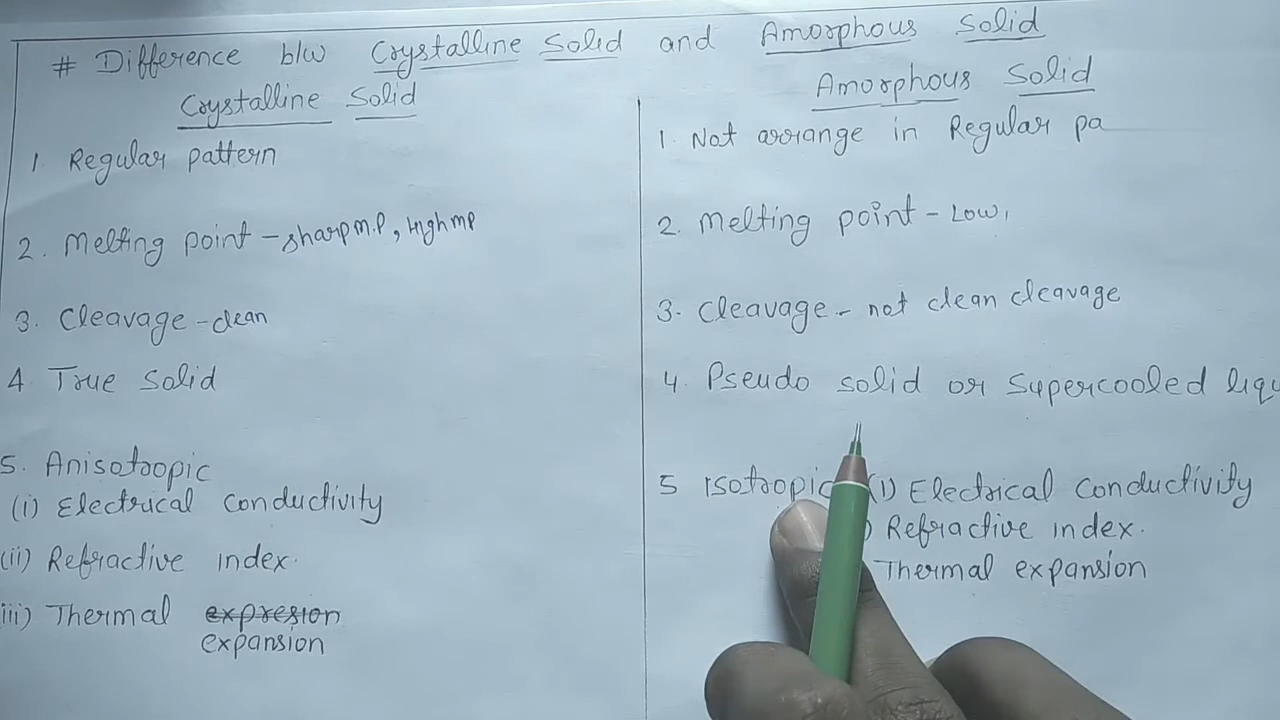 # Difference b/w Crystalline Solid and Amorphous Solid
Crystalline Solid
1. Regular pattern
2. Melting point - sharp m.p, high mp
3. Cleavage - clean
4 True Solid
5. Anisotropic
(i) Electrical conductivity
(ii) Refractive index.
iii) Thermal expresion
expansion
Amorphous Solid
1. Not arrange in Regular pa
2. Melting point - Low,
3. Cleavage - not clean cleavage
4. Pseudo solid or Supercooled liqu
5 Isotropic (i) Electrical Conductivity
) Refractive index.
Thermal expansion